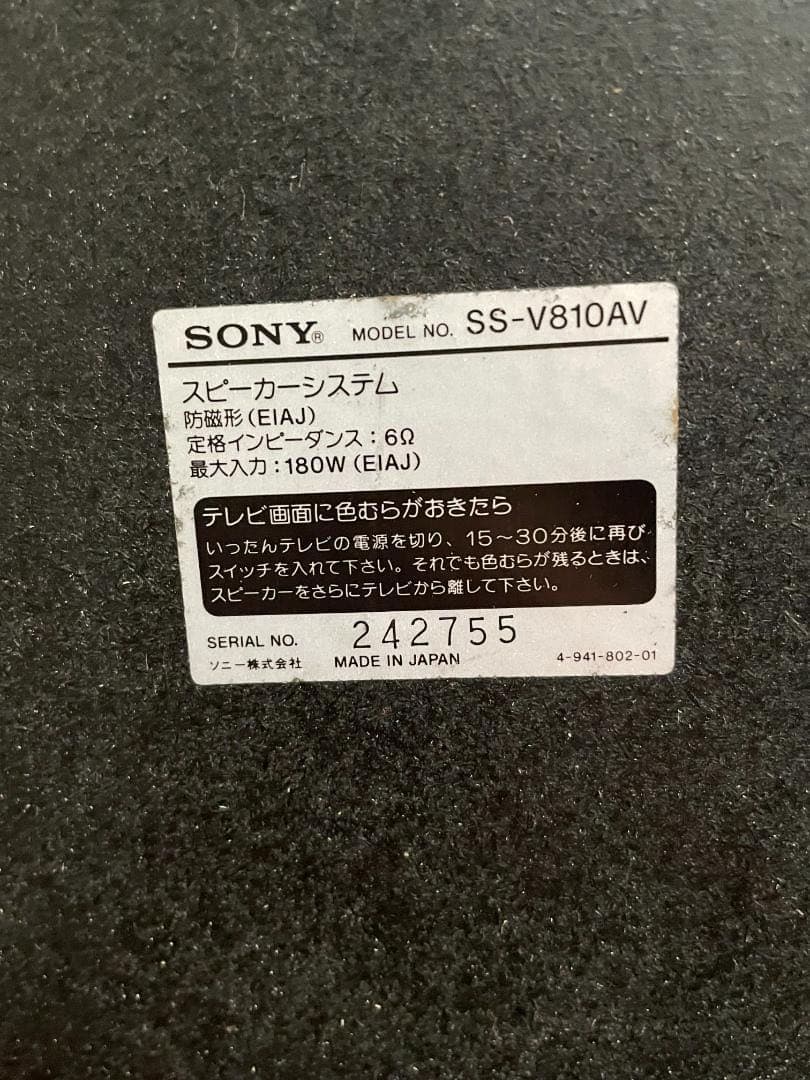 SONY® MODEL NO. SS-V810AV
スピーカーシステム
防磁形(EIAJ)
定格インピーダンス:6Ω
最大入力:180W(EIAJ)
テレビ画面に色むらがおきたら
いったんテレビの電源を切り、15〜30分後に再び
スイッチを入れて下さい。それでも色むらが残るときは、
スピーカーをさらにテレビから離して下さい。
SERIAL NO. 242755
ソニー株式会社 MADE IN JAPAN 4-941-802-01